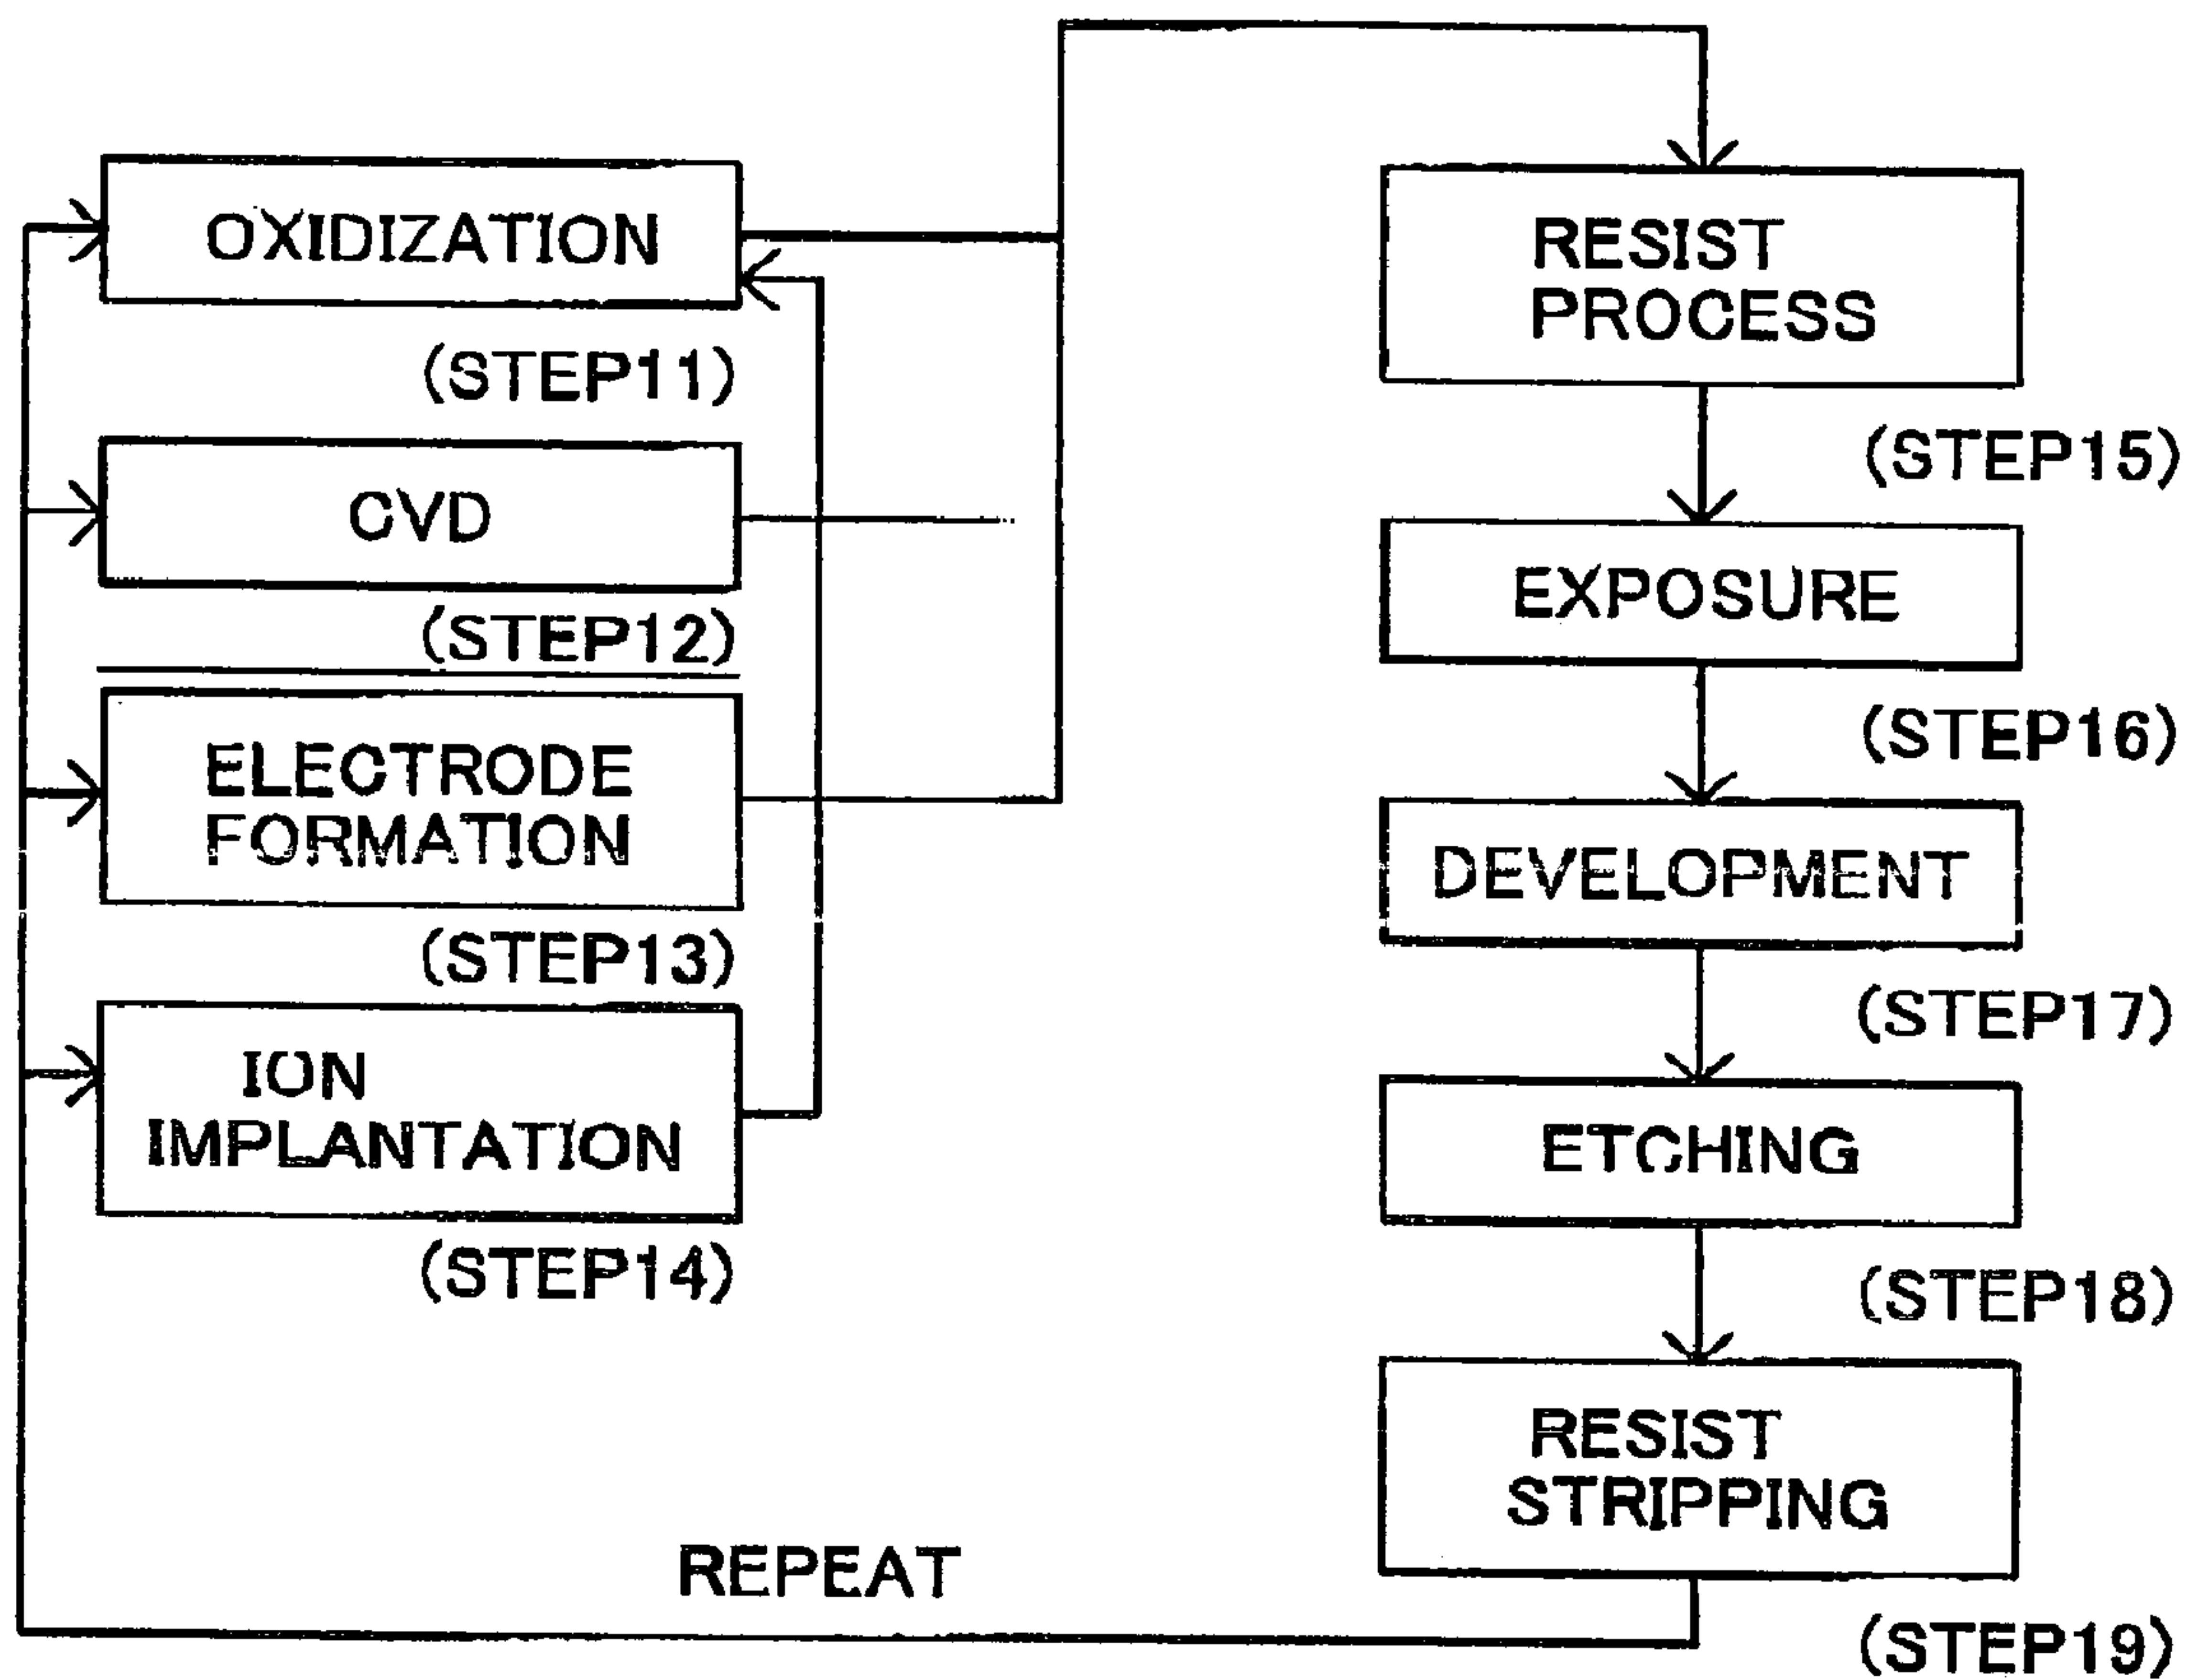 OXIDIZATION
(STEP11)
CVD
(STEP12)
ELECTRODE
FORMATION
(STEP13)
ION
IMPLANTATION
(STEP14)
RESIST
PROCESS
(STEP15)
EXPOSURE
(STEP16)
DEVELOPMENT
(STEP17)
ETCHING
(STEP18)
RESIST
STRIPPING
(STEP19)
REPEAT